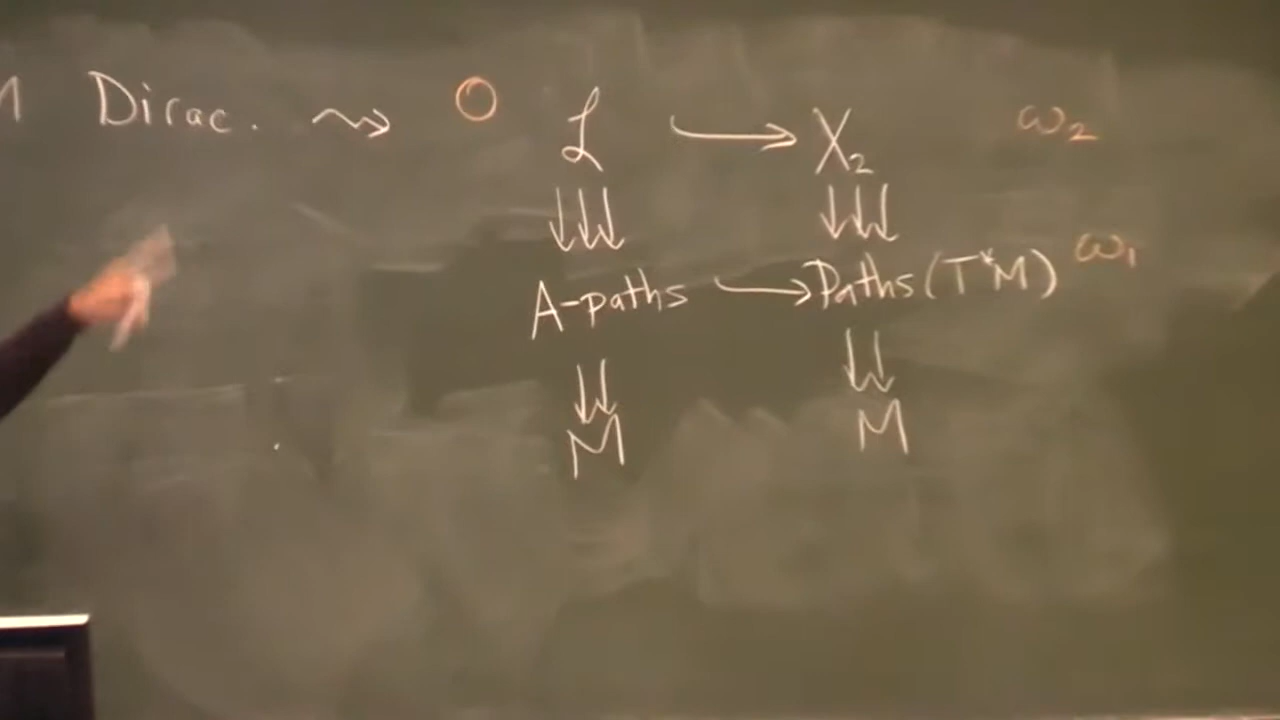 M Dirac. ⇝ O ℒ → X₂ ω₂
↓↓↓ ↓↓↓
A-paths → Paths(T*M) ω₁
↓↓ ↓↓
M M